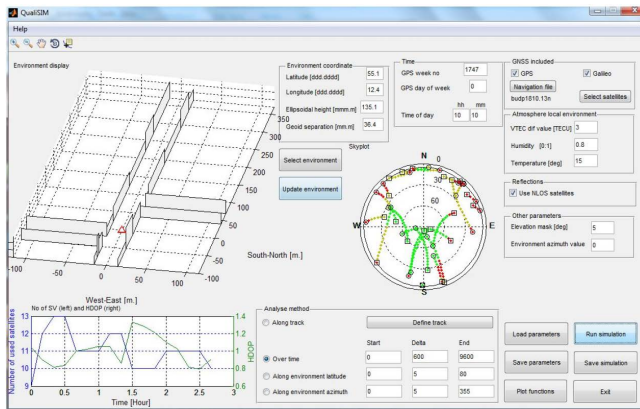 QualiSIM
Help
Environment display
Environment coordinate
Latitude [ddd.dddd] 55.1
Longitude [ddd.dddd] 12.4
Ellipsoidal height [mmm.m] 135.1
Geoid separation [mm.m] 36.4
Select environment
Update environment
Time
GPS week no 1747
GPS day of week 0
hh mm
Time of day 10 10
GNSS included
GPS
Galileo
Navigation file
budp1810.13n
Select satellites
Atmosphere local environment
VTEC dif value [TECU] 3
Humidity [0:1] 0.8
Temperature [deg] 15
Reflections
Use NLOS satellites
Other parameters
Elevation mask [deg] 5
Environment azimuth value 0
350
300
250
200
150
100
50
0
-50
-100
South-North [m.]
-100 -50 0 50 100
West-East [m.]
Skyplot
N
0
30
60
W
E
S
No of SV (left) and HDOP (right)
Number of used satellites
13
12
11
10
9
1.4
1.2
1
0.8
0.6
HDOP
0 0.5 1 1.5 2 2.5 3
Time [Hour]
Analyse method
Along track
Define track
Start Delta End
Over time 0 600 9600
Along environment latitude 0 5 80
Along environment azimuth 0 5 355
Load parameters
Run simulation
Save parameters
Save simulation
Plot functions
Exit